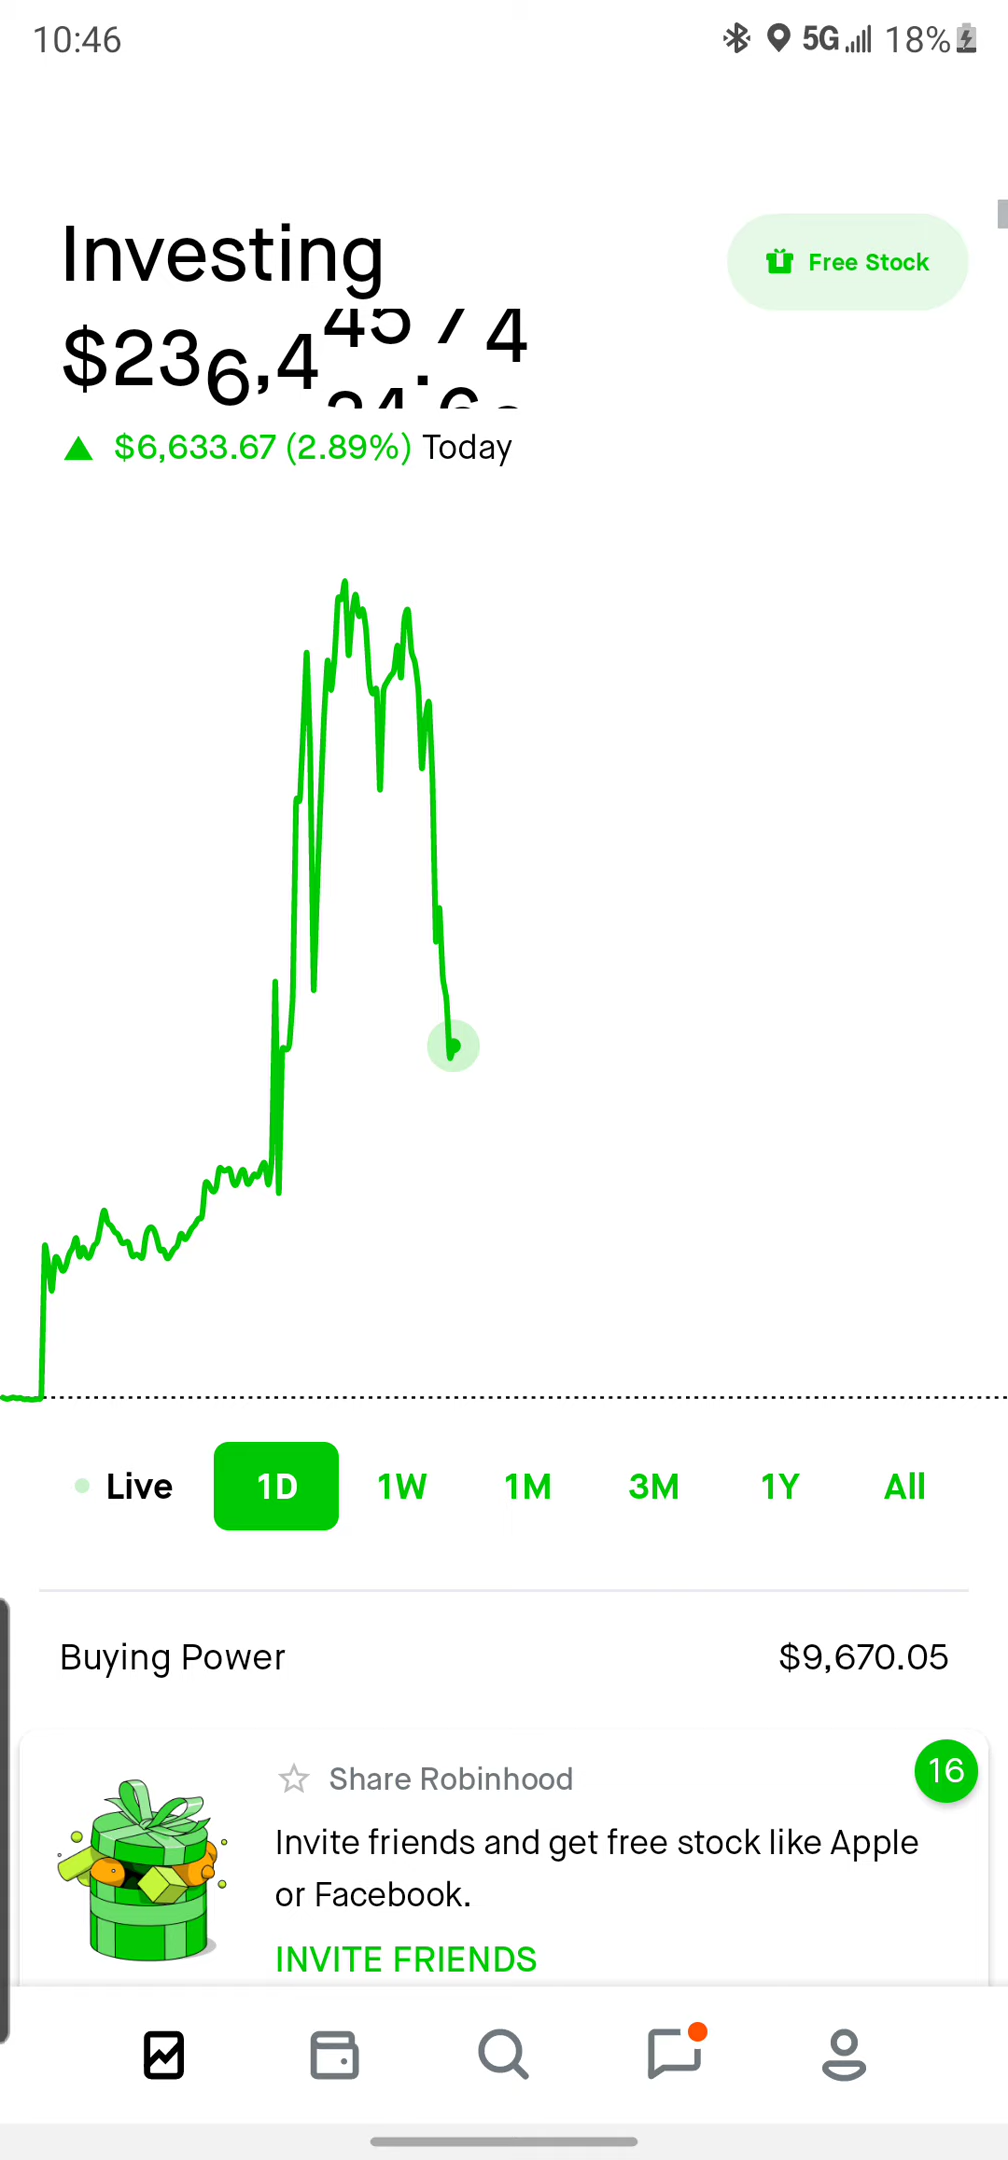 10:46 5G 18%
Investing
Free Stock
$236,4
$6,633.67 (2.89%) Today
Live 1D 1W 1M 3M 1Y All
Buying Power $9,670.05
Share Robinhood 16
Invite friends and get free stock like Apple
or Facebook.
INVITE FRIENDS